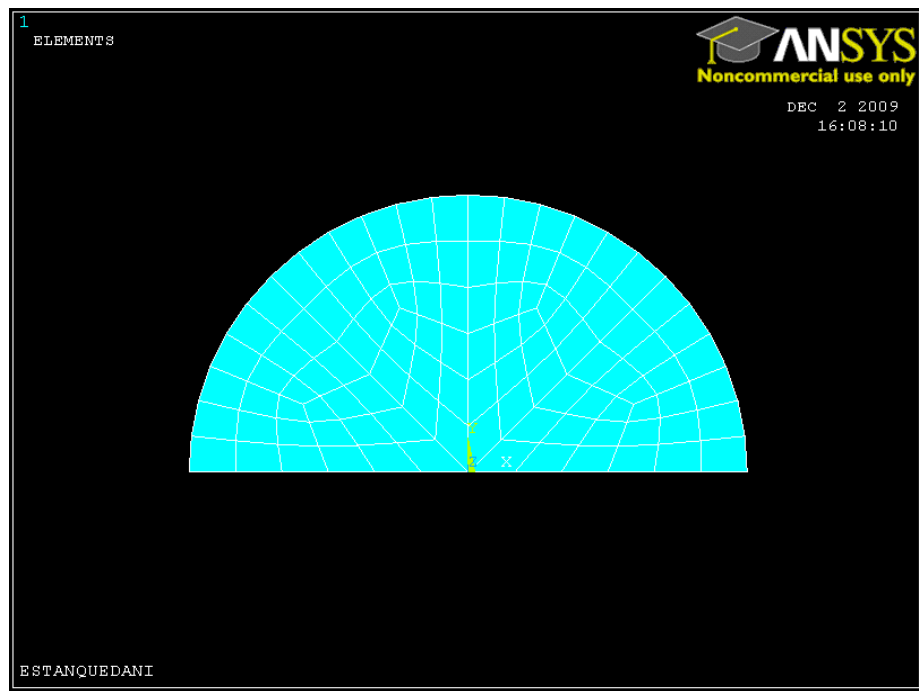 1
ELEMENTS
ANSYS
Noncommercial use only
DEC 2 2009
16:08:10
Y
Z X
ESTANQUEDANI